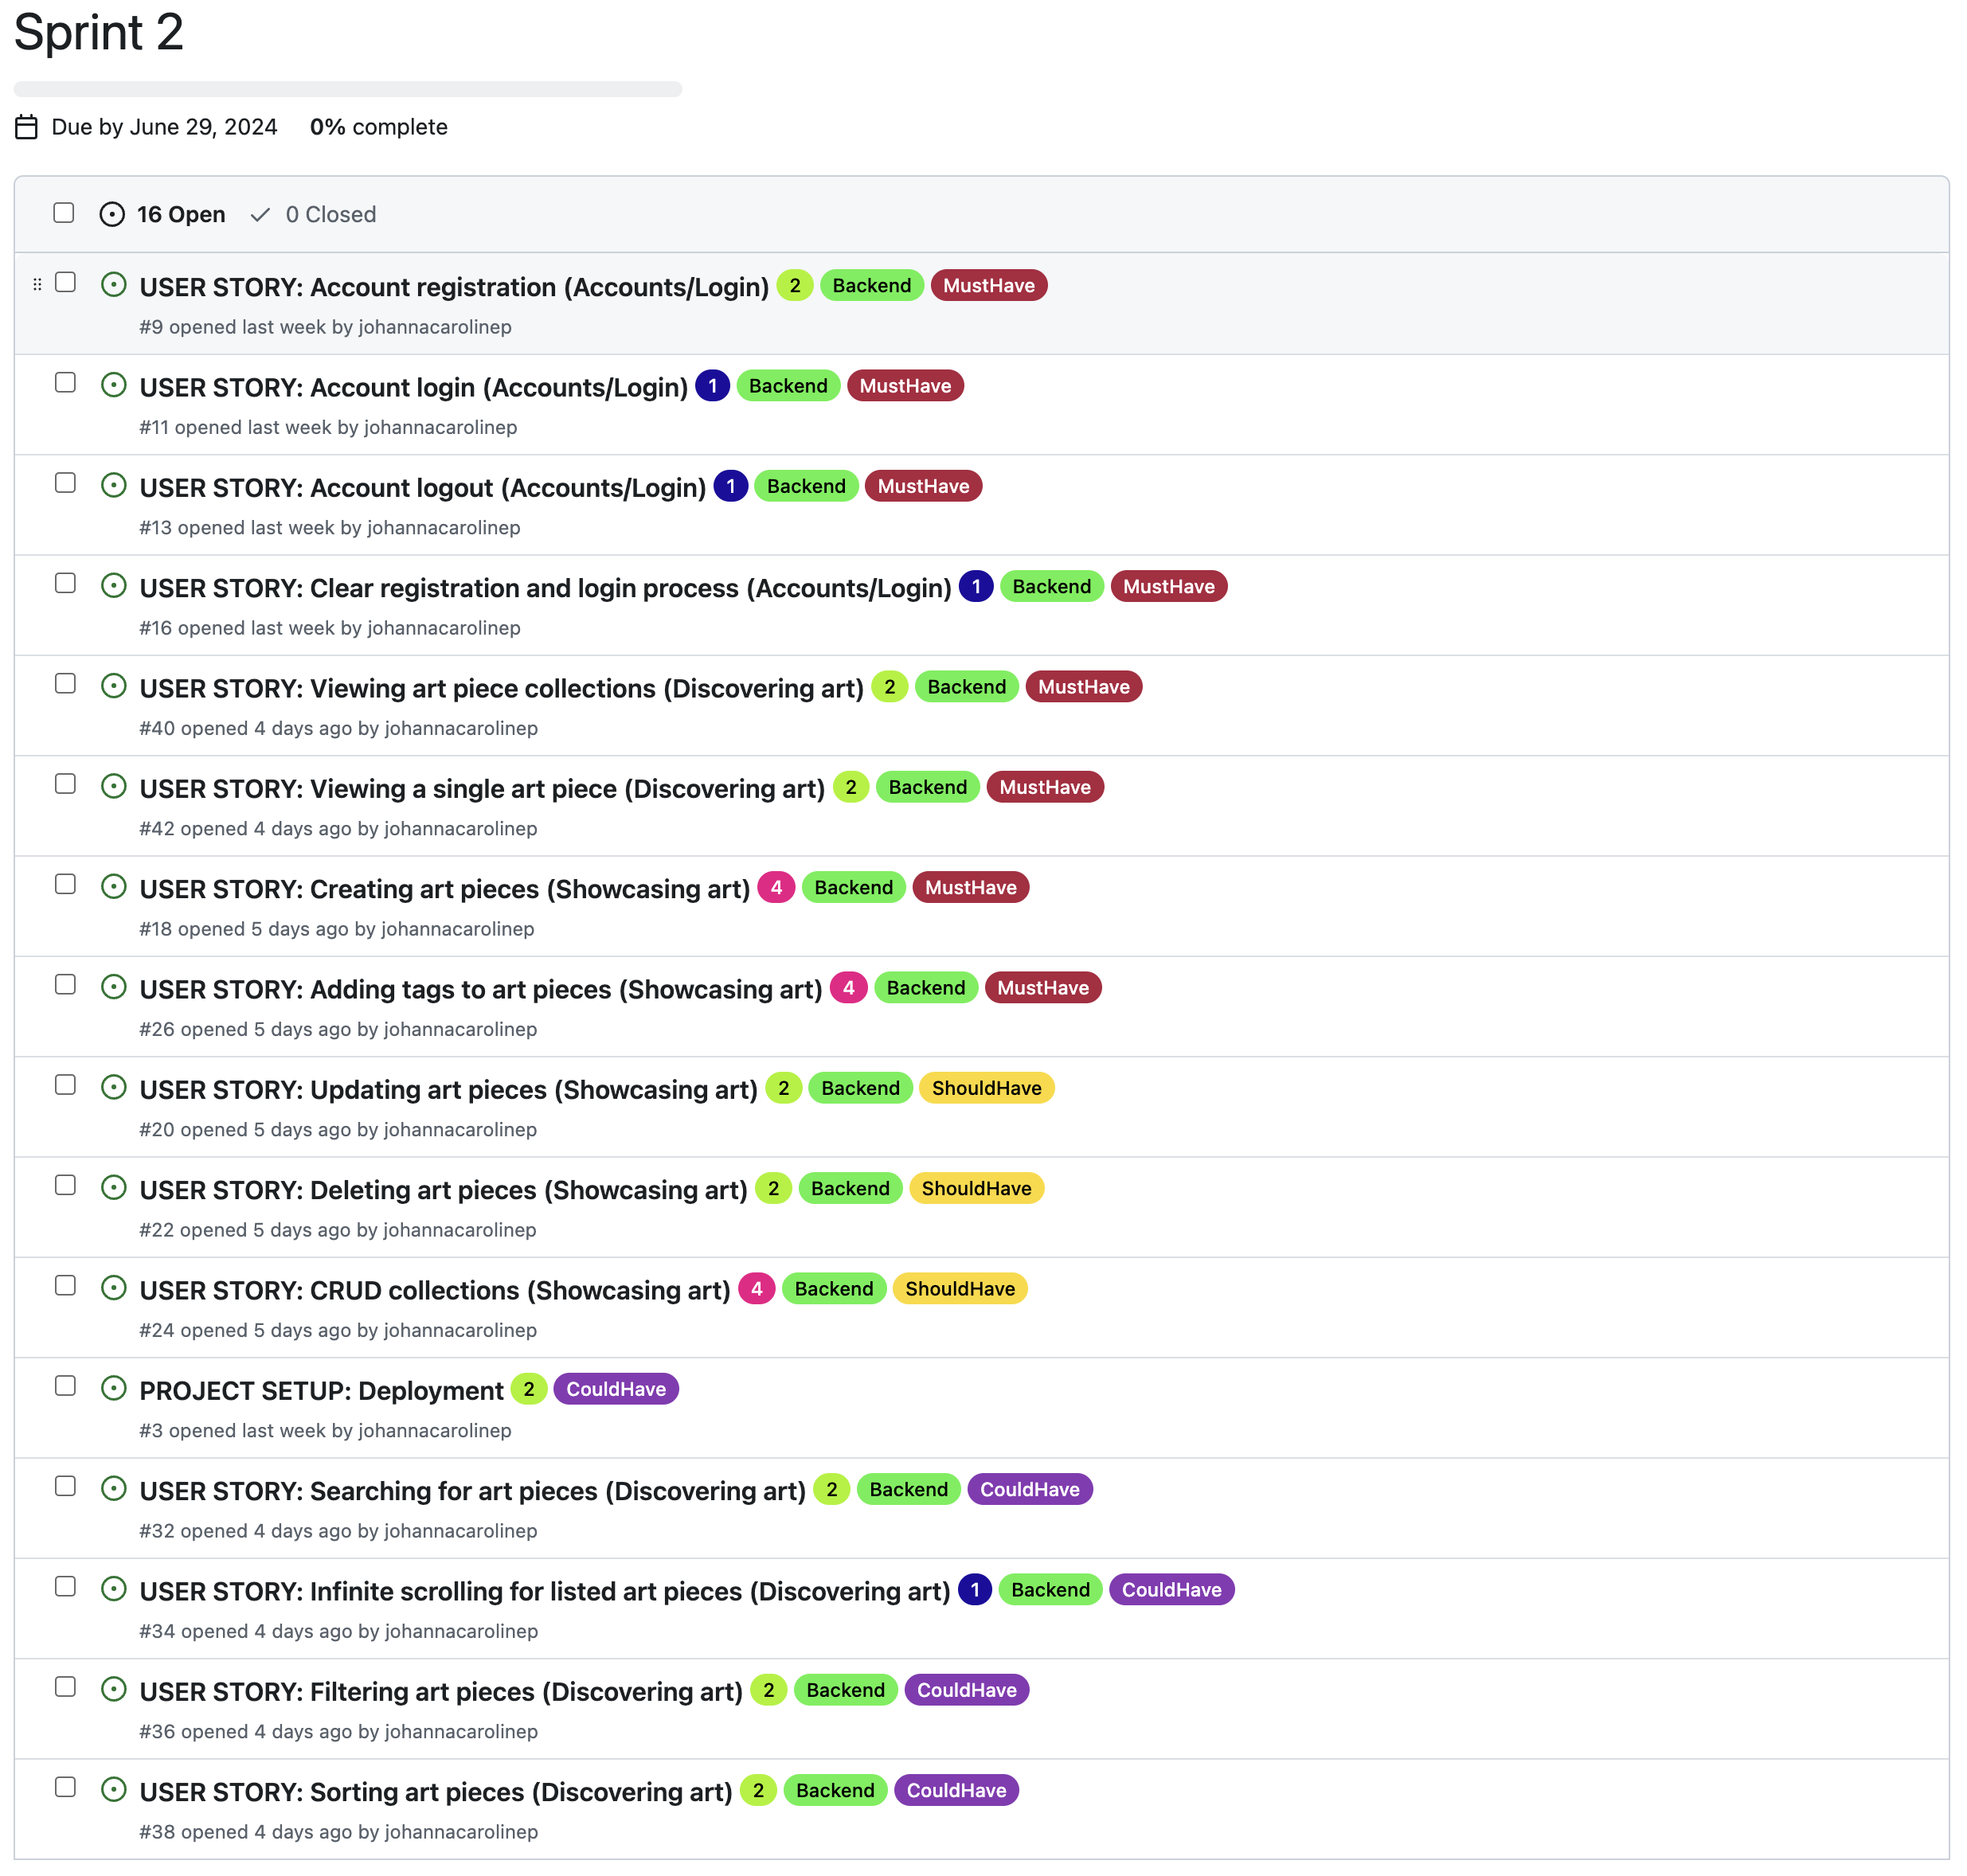 Sprint 2
Due by June 29, 2024 0% complete
16 Open 0 Closed
USER STORY: Account registration (Accounts/Login) 2 Backend MustHave
#9 opened last week by johannacarolinep
USER STORY: Account login (Accounts/Login) 1 Backend MustHave
#11 opened last week by johannacarolinep
USER STORY: Account logout (Accounts/Login) 1 Backend MustHave
#13 opened last week by johannacarolinep
USER STORY: Clear registration and login process (Accounts/Login) 1 Backend MustHave
#16 opened last week by johannacarolinep
USER STORY: Viewing art piece collections (Discovering art) 2 Backend MustHave
#40 opened 4 days ago by johannacarolinep
USER STORY: Viewing a single art piece (Discovering art) 2 Backend MustHave
#42 opened 4 days ago by johannacarolinep
USER STORY: Creating art pieces (Showcasing art) 4 Backend MustHave
#18 opened 5 days ago by johannacarolinep
USER STORY: Adding tags to art pieces (Showcasing art) 4 Backend MustHave
#26 opened 5 days ago by johannacarolinep
USER STORY: Updating art pieces (Showcasing art) 2 Backend ShouldHave
#20 opened 5 days ago by johannacarolinep
USER STORY: Deleting art pieces (Showcasing art) 2 Backend ShouldHave
#22 opened 5 days ago by johannacarolinep
USER STORY: CRUD collections (Showcasing art) 4 Backend ShouldHave
#24 opened 5 days ago by johannacarolinep
PROJECT SETUP: Deployment 2 CouldHave
#3 opened last week by johannacarolinep
USER STORY: Searching for art pieces (Discovering art) 2 Backend CouldHave
#32 opened 4 days ago by johannacarolinep
USER STORY: Infinite scrolling for listed art pieces (Discovering art) 1 Backend CouldHave
#34 opened 4 days ago by johannacarolinep
USER STORY: Filtering art pieces (Discovering art) 2 Backend CouldHave
#36 opened 4 days ago by johannacarolinep
USER STORY: Sorting art pieces (Discovering art) 2 Backend CouldHave
#38 opened 4 days ago by johannacarolinep